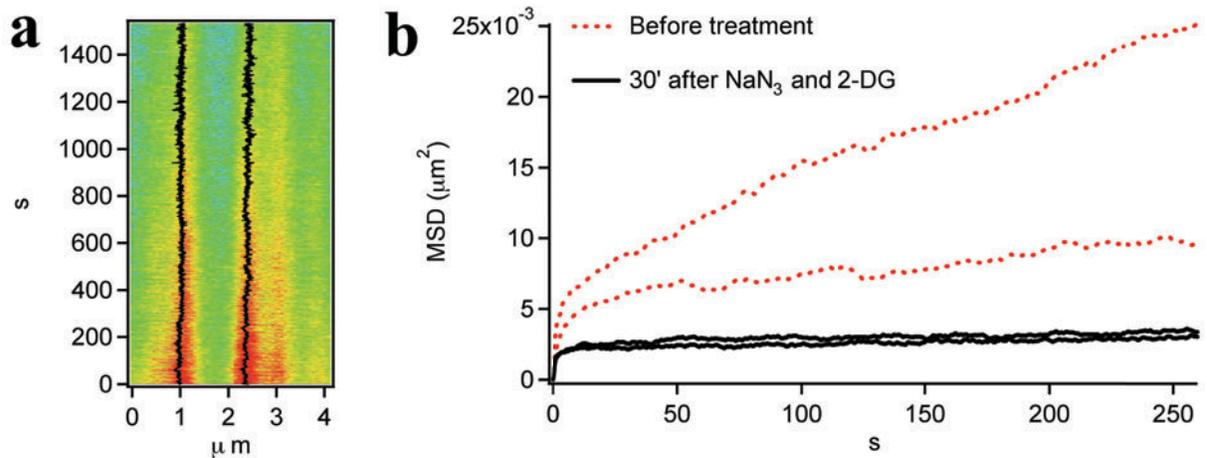 a
1400
1200
1000
800
600
400
200
0
s
0 1 2 3 4
μm
b
25x10⁻³
20
15
10
5
0
MSD (μm²)
Before treatment
30' after NaN₃ and 2-DG
0 50 100 150 200 250
s